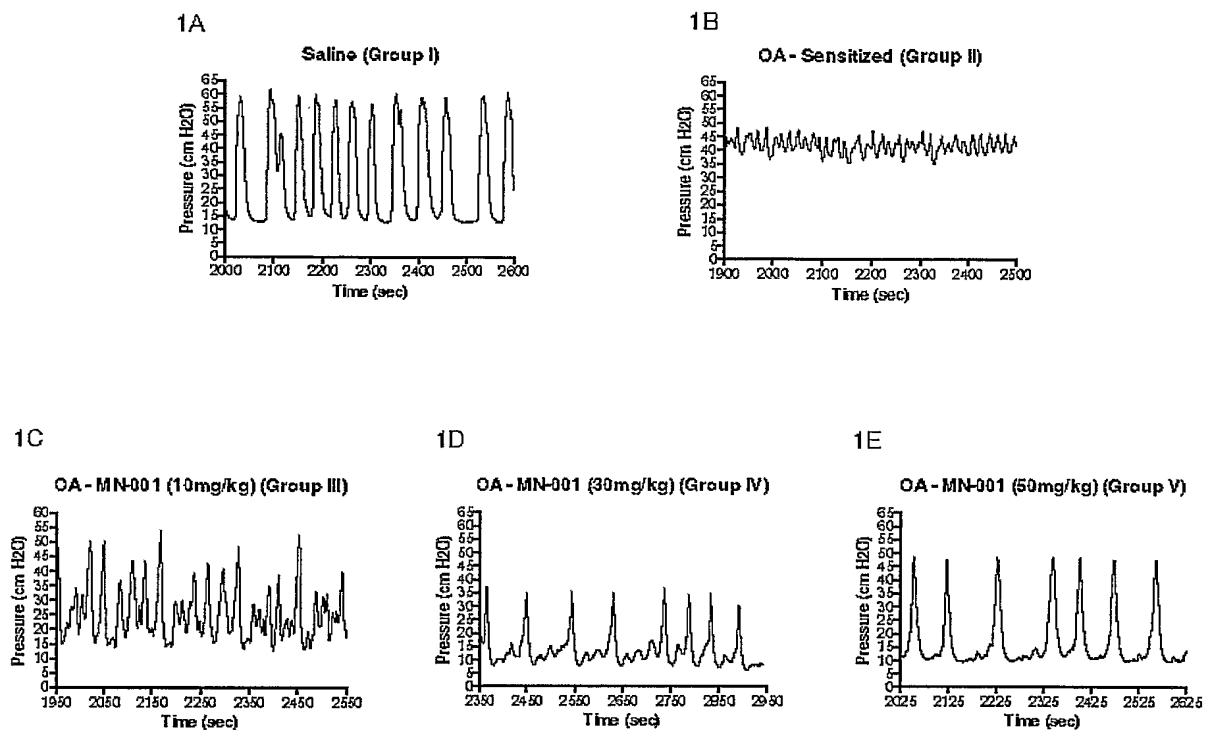 1A
Saline (Group I)
65
60
55
50
45
40
35
30
25
20
15
10
5
0
Pressure (cm H2O)
2000 2100 2200 2300 2400 2500 2600
Time (sec)
1B
OA - Sensitized (Group II)
65
60
55
50
45
40
35
30
25
20
15
10
5
0
Pressure (cm H2O)
1900 2000 2100 2200 2300 2400 2500
Time (sec)
1C
OA - MN-001 (10mg/kg) (Group III)
60
55
50
45
40
35
30
25
20
15
10
5
0
Pressure (cm H2O)
1950 2050 2150 2250 2350 2450 2550
Time (sec)
1D
OA - MN-001 (30mg/kg) (Group IV)
65
60
55
50
45
40
35
30
25
20
15
10
5
0
Pressure (cm H2O)
2350 2450 2550 2650 2750 2850 2950
Time (sec)
1E
OA - MN-001 (50mg/kg) (Group V)
65
60
55
50
45
40
35
30
25
20
15
10
5
0
Pressure (cm H2O)
2025 2125 2225 2325 2425 2525 2625
Time (sec)